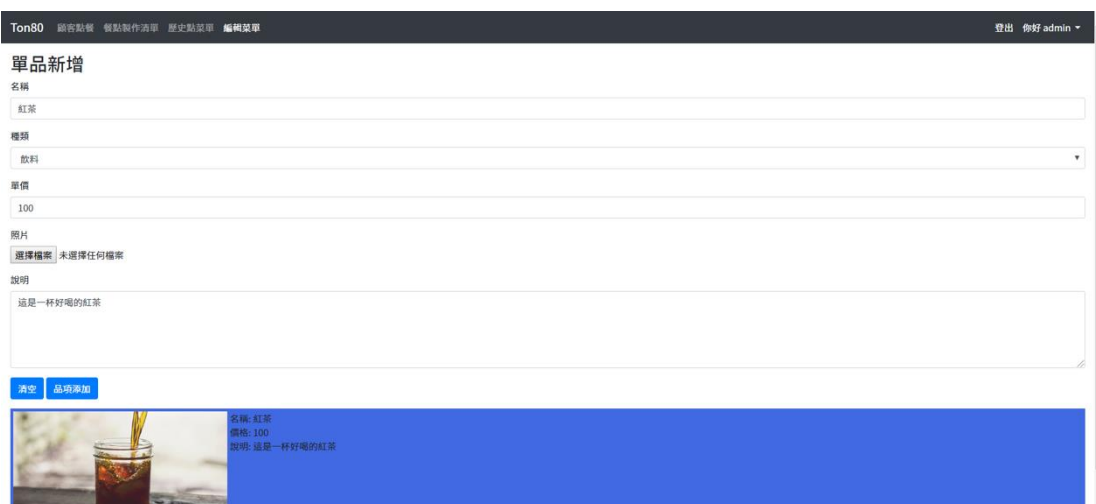 Ton80 顧客點餐 餐點製作清單 歷史點菜單 編輯菜單 登出 你好 admin
單品新增
名稱
紅茶
種類
飲料
單價
100
照片
選擇檔案 未選擇任何檔案
說明
這是一杯好喝的紅茶
清空 品項添加
名稱: 紅茶
價格: 100
說明: 這是一杯好喝的紅茶